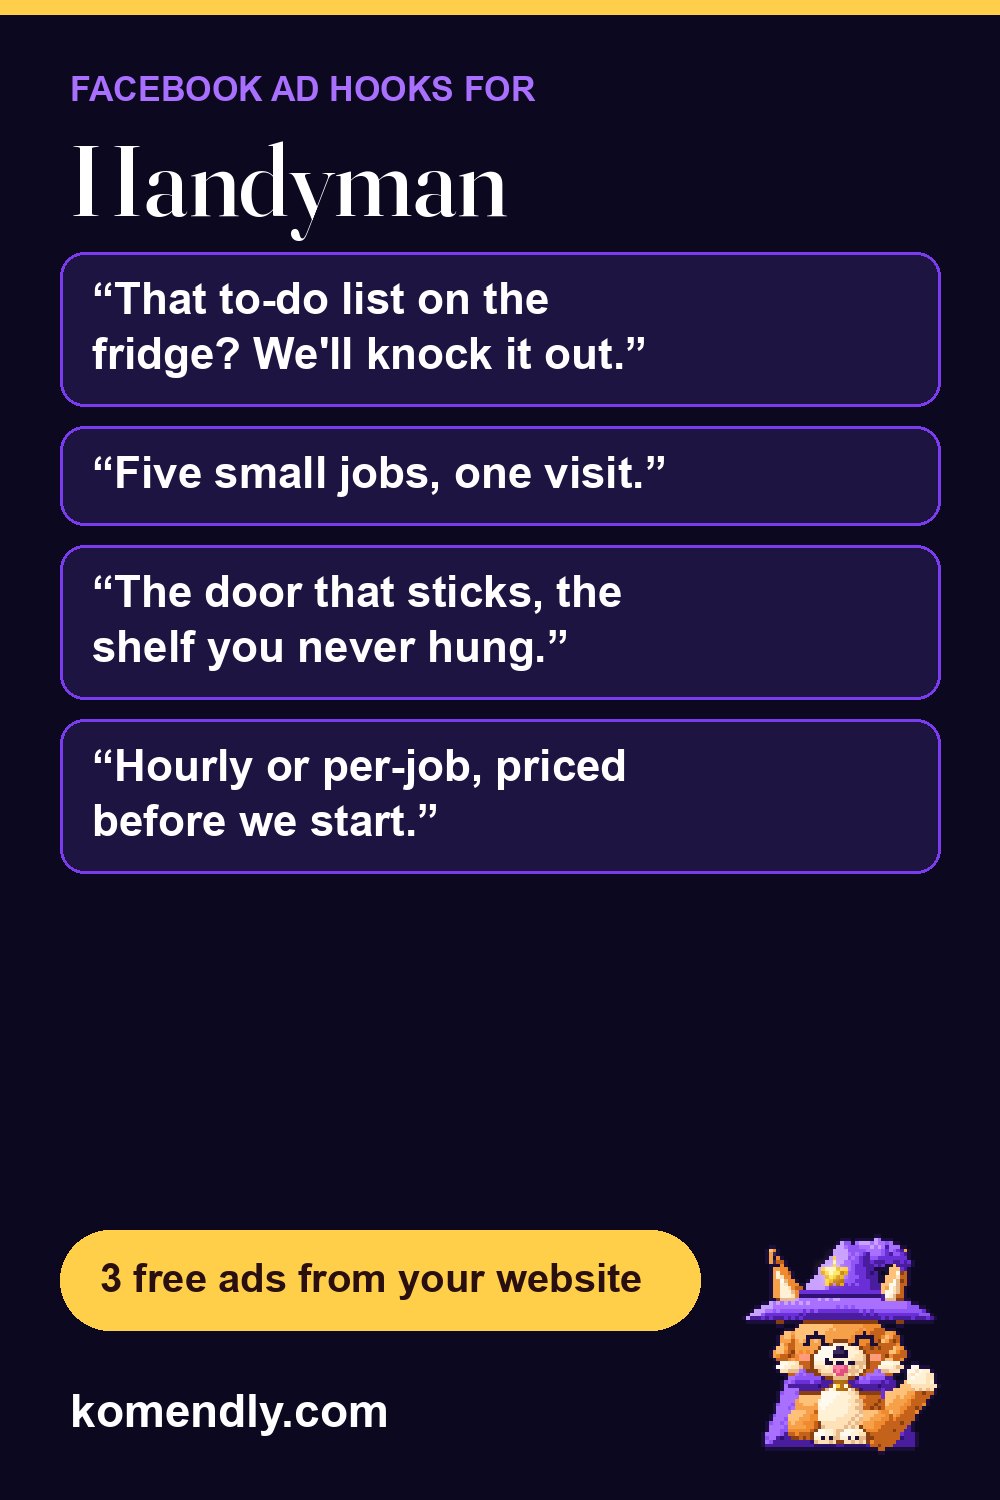 FACEBOOK AD HOOKS FOR
Handyman
“That to-do list on the
fridge? We'll knock it out.”
“Five small jobs, one visit.”
“The door that sticks, the
shelf you never hung.”
“Hourly or per-job, priced
before we start.”
3 free ads from your website
komendly.com